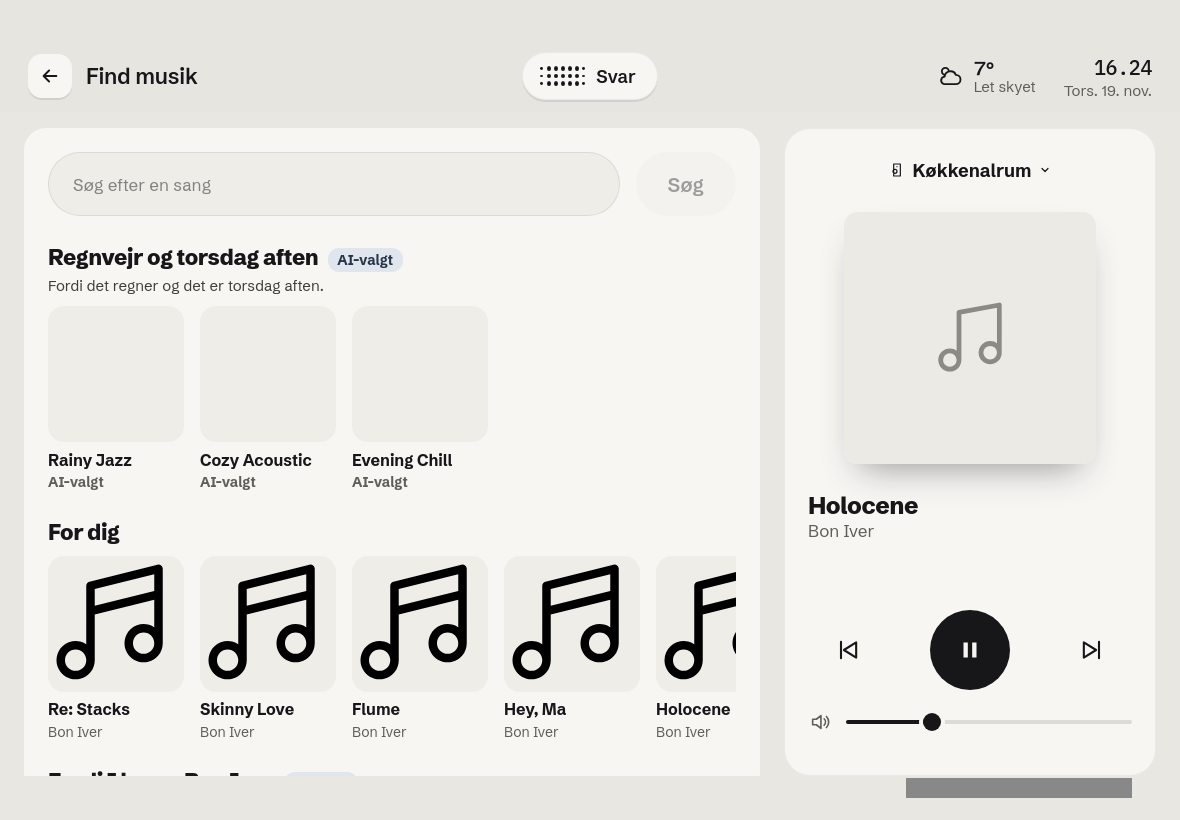 Find musik
Svar
7°
Let skyet
16.24
Tors. 19. nov.
Søg efter en sang
Søg
Regnvejr og torsdag aften AI-valgt
Fordi det regner og det er torsdag aften.
Rainy Jazz
AI-valgt
Cozy Acoustic
AI-valgt
Evening Chill
AI-valgt
For dig
Re: Stacks
Bon Iver
Skinny Love
Bon Iver
Flume
Bon Iver
Hey, Ma
Bon Iver
Holocene
Bon Iver
Køkkenalrum
Holocene
Bon Iver